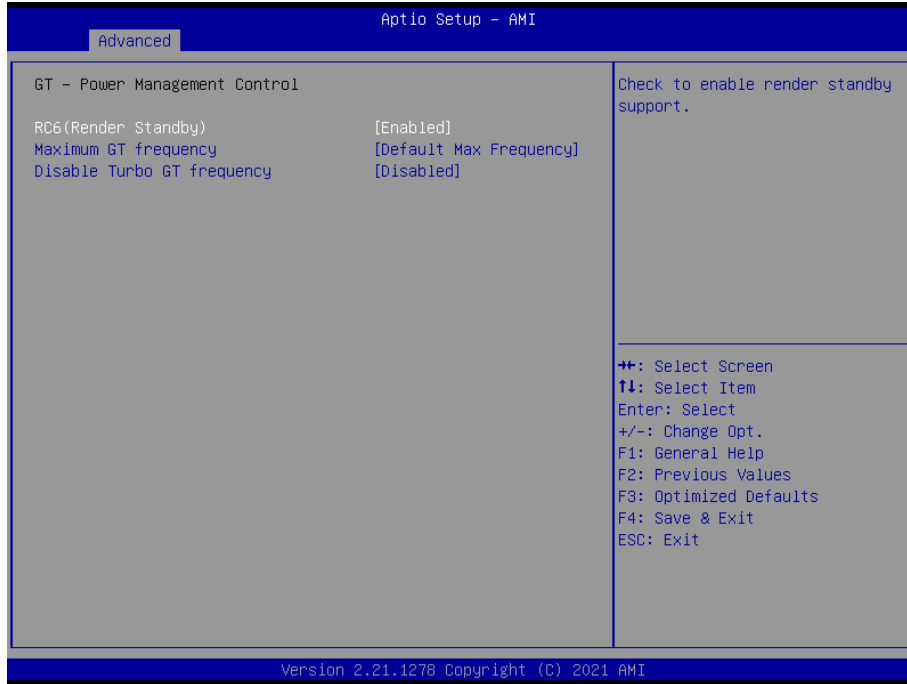 Aptio Setup – AMI
Advanced
GT – Power Management Control
RC6(Render Standby) [Enabled]
Maximum GT frequency [Default Max Frequency]
Disable Turbo GT frequency [Disabled]
Check to enable render standby
support.
→←: Select Screen
↑↓: Select Item
Enter: Select
+/-: Change Opt.
F1: General Help
F2: Previous Values
F3: Optimized Defaults
F4: Save & Exit
ESC: Exit
Version 2.21.1278 Copyright (C) 2021 AMI